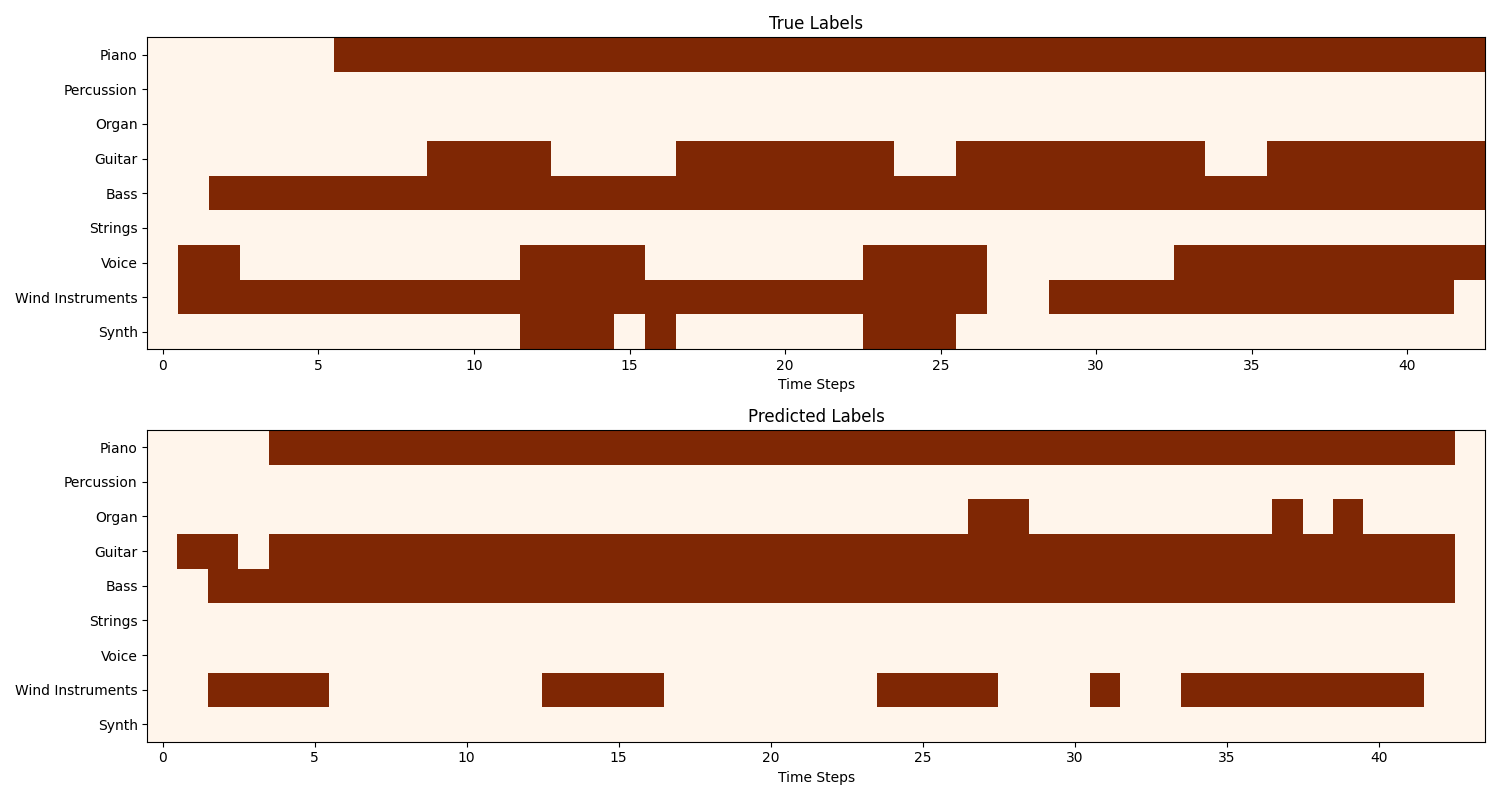 True Labels
Piano
Percussion
Organ
Guitar
Bass
Strings
Voice
Wind Instruments
Synth
0 5 10 15 20 25 30 35 40
Time Steps
Predicted Labels
Piano
Percussion
Organ
Guitar
Bass
Strings
Voice
Wind Instruments
Synth
0 5 10 15 20 25 30 35 40
Time Steps